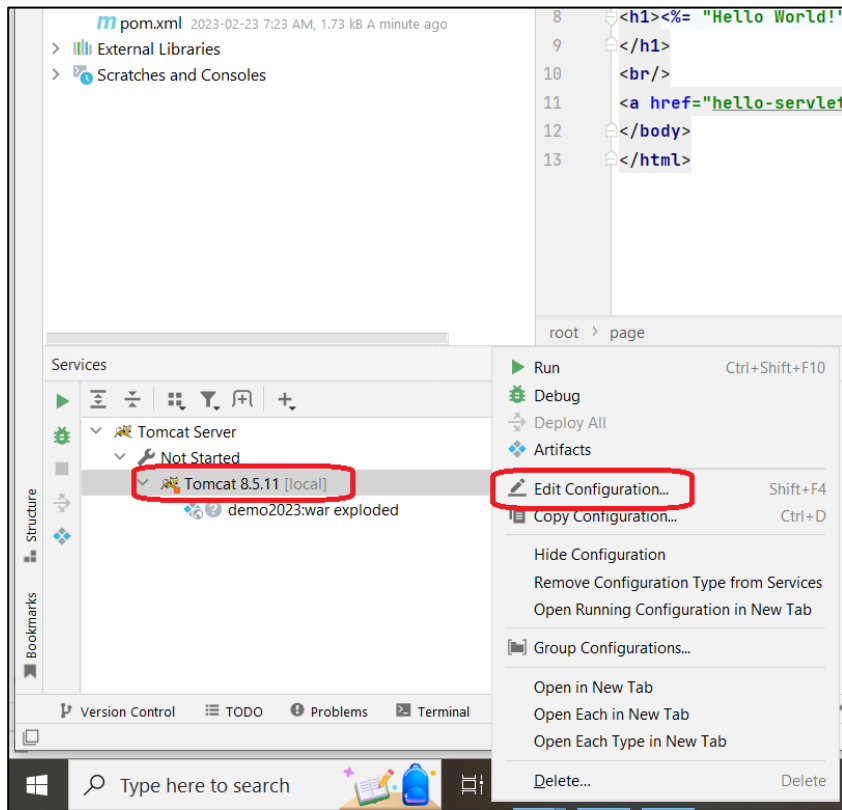 pom.xml 2023-02-23 7:23 AM, 1.73 kB A minute ago
External Libraries
Scratches and Consoles
8 <h1><%= "Hello World!"
9 </h1>
10 <br/>
11 <a href="hello-servlet
12 </body>
13 </html>
root > page
Services
Tomcat Server
Not Started
Tomcat 8.5.11 [local]
demo2023:war exploded
Structure
Bookmarks
Run Ctrl+Shift+F10
Debug
Deploy All
Artifacts
Edit Configuration... Shift+F4
Copy Configuration... Ctrl+D
Hide Configuration
Remove Configuration Type from Services
Open Running Configuration in New Tab
Group Configurations...
Open in New Tab
Open Each in New Tab
Open Each Type in New Tab
Delete... Delete
Version Control TODO Problems Terminal
Type here to search